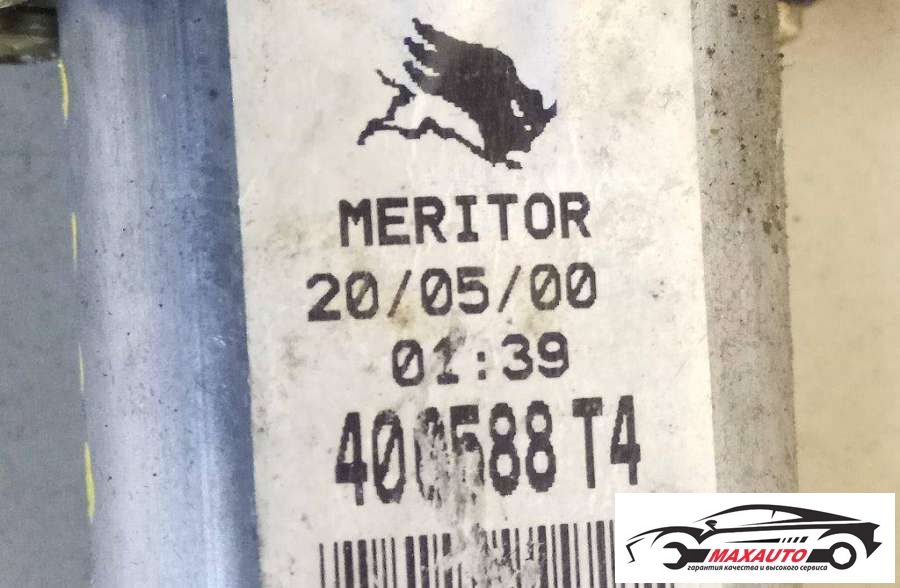 MERITOR
20/05/00
01:39
400588 T4
MAXAUTO
гарантия качества и высокого сервиса